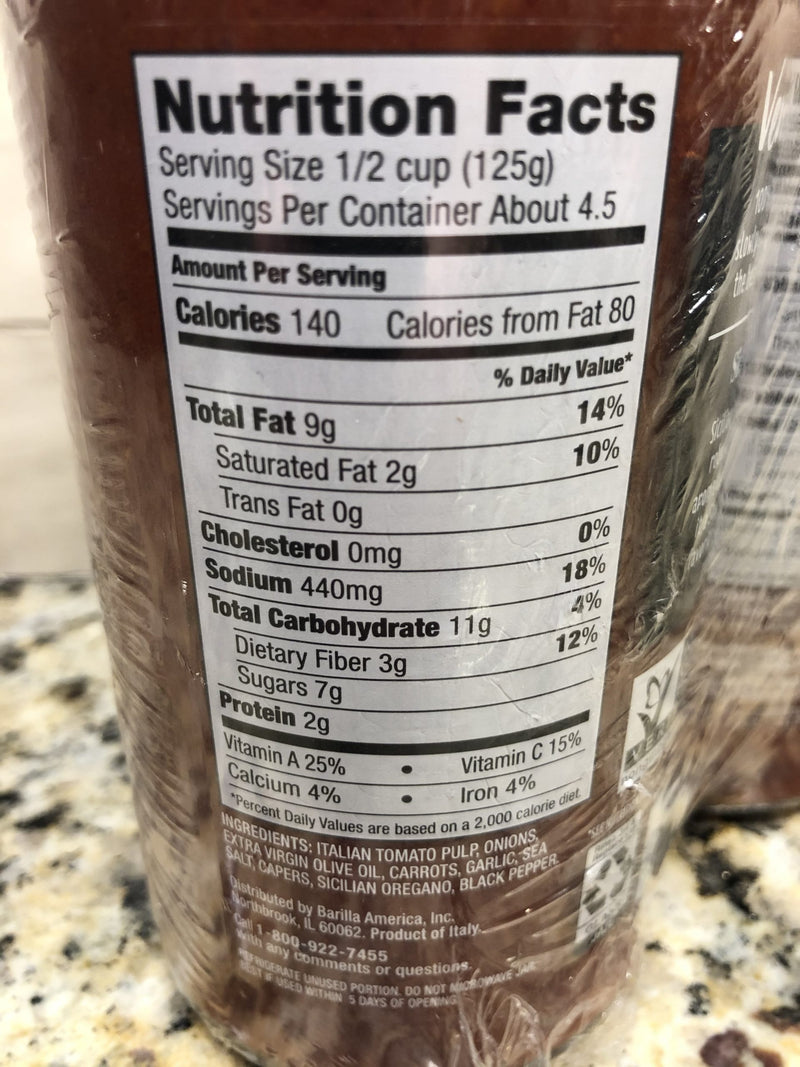 Nutrition Facts
Serving Size 1/2 cup (125g)
Servings Per Container About 4.5
Amount Per Serving
Calories 140 Calories from Fat 80
% Daily Value*
Total Fat 9g 14%
Saturated Fat 2g 10%
Trans Fat 0g
Cholesterol 0mg 0%
Sodium 440mg 18%
Total Carbohydrate 11g 4%
Dietary Fiber 3g 12%
Sugars 7g
Protein 2g
Vitamin A 25% • Vitamin C 15%
Calcium 4% • Iron 4%
*Percent Daily Values are based on a 2,000 calorie diet.
INGREDIENTS: ITALIAN TOMATO PULP, ONIONS,
EXTRA VIRGIN OLIVE OIL, CARROTS, GARLIC, SEA
SALT, CAPERS, SICILIAN OREGANO, BLACK PEPPER.
Distributed by Barilla America, Inc.
Northbrook, IL 60062. Product of Italy.
Call 1-800-922-7455
with any comments or questions.
REFRIGERATE UNUSED PORTION. DO NOT MICROWAVE JAR.
BEST IF USED WITHIN 5 DAYS OF OPENING.